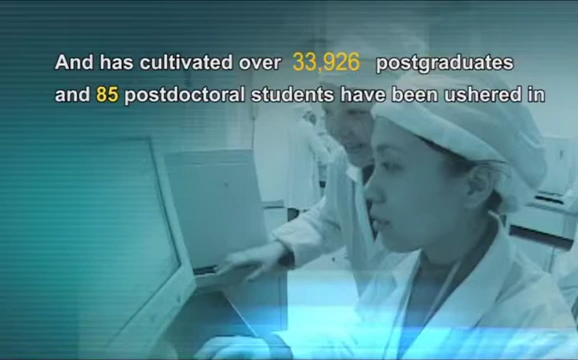 And has cultivated over 33,926 postgraduates
and 85 postdoctoral students have been ushered in